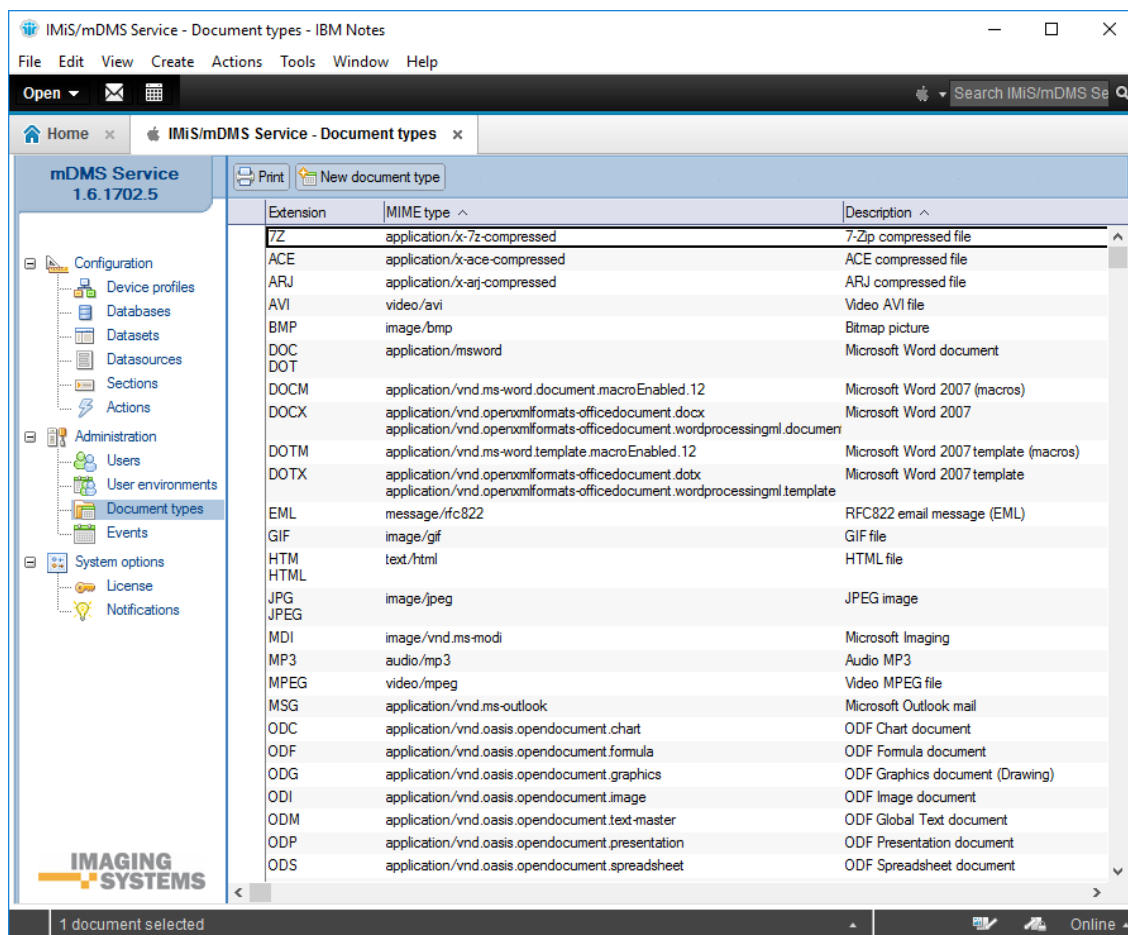 IMiS/mDMS Service - Document types - IBM Notes
File Edit View Create Actions Tools Window Help
Open
Search IMiS/mDMS Se
Home
IMiS/mDMS Service - Document types
mDMS Service
1.6.1702.5
Print
New document type
Configuration
Device profiles
Databases
Datasets
Datasources
Sections
Actions
Administration
Users
User environments
Document types
Events
System options
License
Notifications
IMAGING
SYSTEMS
Extension MIME type Description
7Z application/x-7z-compressed 7-Zip compressed file
ACE application/x-ace-compressed ACE compressed file
ARJ application/x-arj-compressed ARJ compressed file
AVI video/avi Video AVI file
BMP image/bmp Bitmap picture
DOC application/msword Microsoft Word document
DOT
DOCM application/vnd.ms-word.document.macroEnabled.12 Microsoft Word 2007 (macros)
DOCX application/vnd.openxmlformats-officedocument.docx Microsoft Word 2007
application/vnd.openxmlformats-officedocument.wordprocessingml.document
DOTM application/vnd.ms-word.template.macroEnabled.12 Microsoft Word 2007 template (macros)
DOTX application/vnd.openxmlformats-officedocument.dotx Microsoft Word 2007 template
application/vnd.openxmlformats-officedocument.wordprocessingml.template
EML message/rfc822 RFC822 email message (EML)
GIF image/gif GIF file
HTM text/html HTML file
HTML
JPG image/jpeg JPEG image
JPEG
MDI image/vnd.ms-modi Microsoft Imaging
MP3 audio/mp3 Audio MP3
MPEG video/mpeg Video MPEG file
MSG application/vnd.ms-outlook Microsoft Outlook mail
ODC application/vnd.oasis.opendocument.chart ODF Chart document
ODF application/vnd.oasis.opendocument.formula ODF Formula document
ODG application/vnd.oasis.opendocument.graphics ODF Graphics document (Drawing)
ODI application/vnd.oasis.opendocument.image ODF Image document
ODM application/vnd.oasis.opendocument.text-master ODF Global Text document
ODP application/vnd.oasis.opendocument.presentation ODF Presentation document
ODS application/vnd.oasis.opendocument.spreadsheet ODF Spreadsheet document
1 document selected
Online